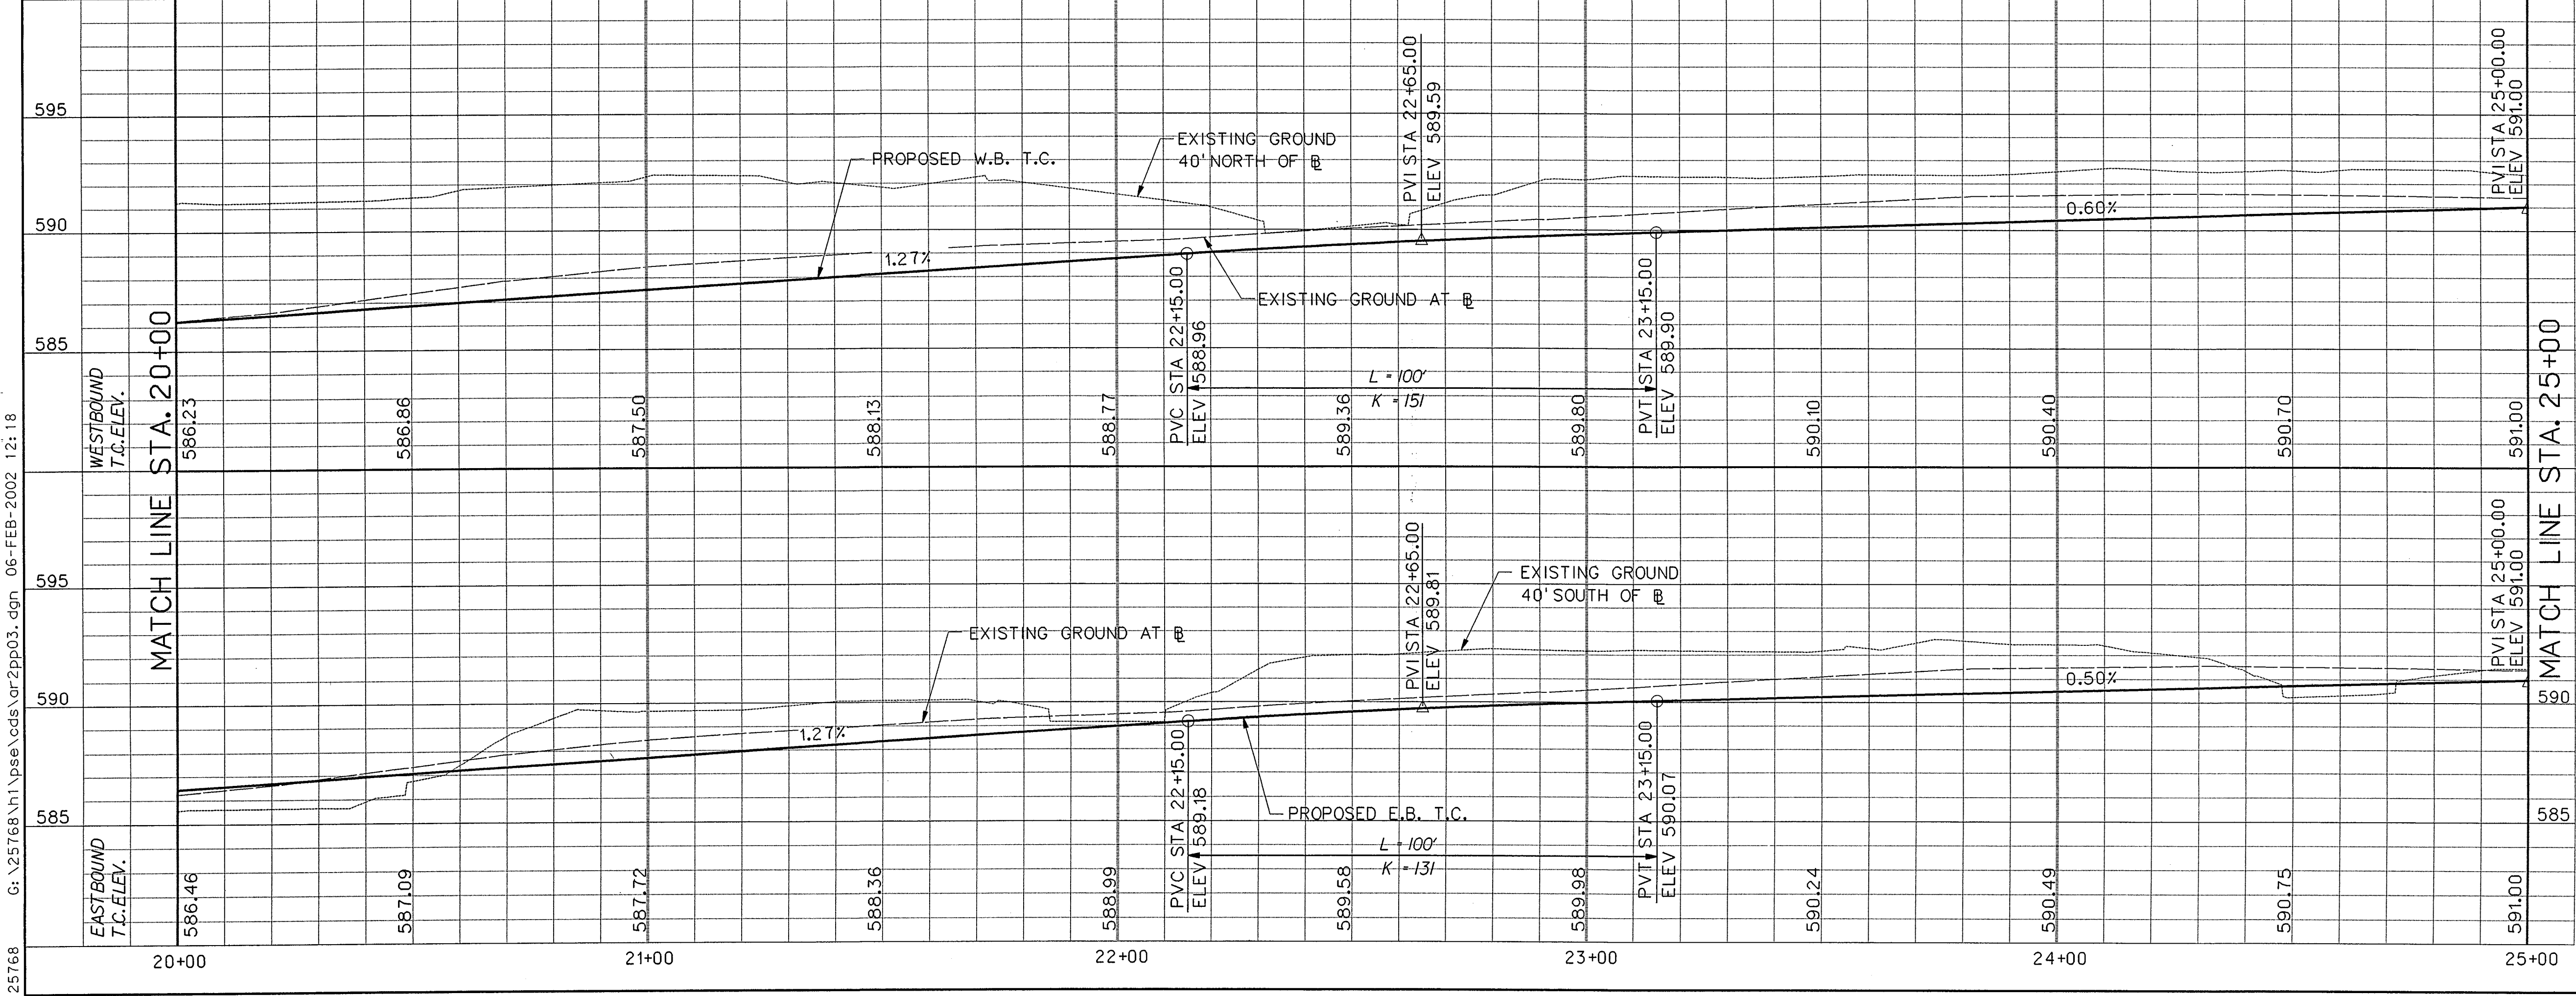 595
590
585
WESTBOUND
T.C. ELEV.
MATCH LINE STA. 20+00
PROPOSED W.B. T.C.
EXISTING GROUND
40' NORTH OF ℄
PVI STA 22+65.00
ELEV 589.59
PVI STA 25+00.00
ELEV 591.00
1.27%
0.60%
EXISTING GROUND AT ℄
PVC STA 22+15.00
ELEV 588.96
PVT STA 23+15.00
ELEV 589.90
L = 100'
K = 151
586.23
586.86
587.50
588.13
588.77
589.36
589.80
590.10
590.40
590.70
591.00
MATCH LINE STA. 25+00
595
590
585
EASTBOUND
T.C. ELEV.
EXISTING GROUND AT ℄
PVI STA 22+65.00
ELEV 589.81
EXISTING GROUND
40' SOUTH OF ℄
PVI STA 25+00.00
ELEV 591.00
1.27%
0.50%
590
585
PVC STA 22+15.00
ELEV 589.18
PROPOSED E.B. T.C.
PVT STA 23+15.00
ELEV 590.07
L = 100'
K = 131
586.46
587.09
587.72
588.36
588.99
589.58
589.98
590.24
590.49
590.75
591.00
20+00
21+00
22+00
23+00
24+00
25+00
25768
G:\25768\h1\pse\cds\ar2pp03.dgn 06-FEB-2002 12:18